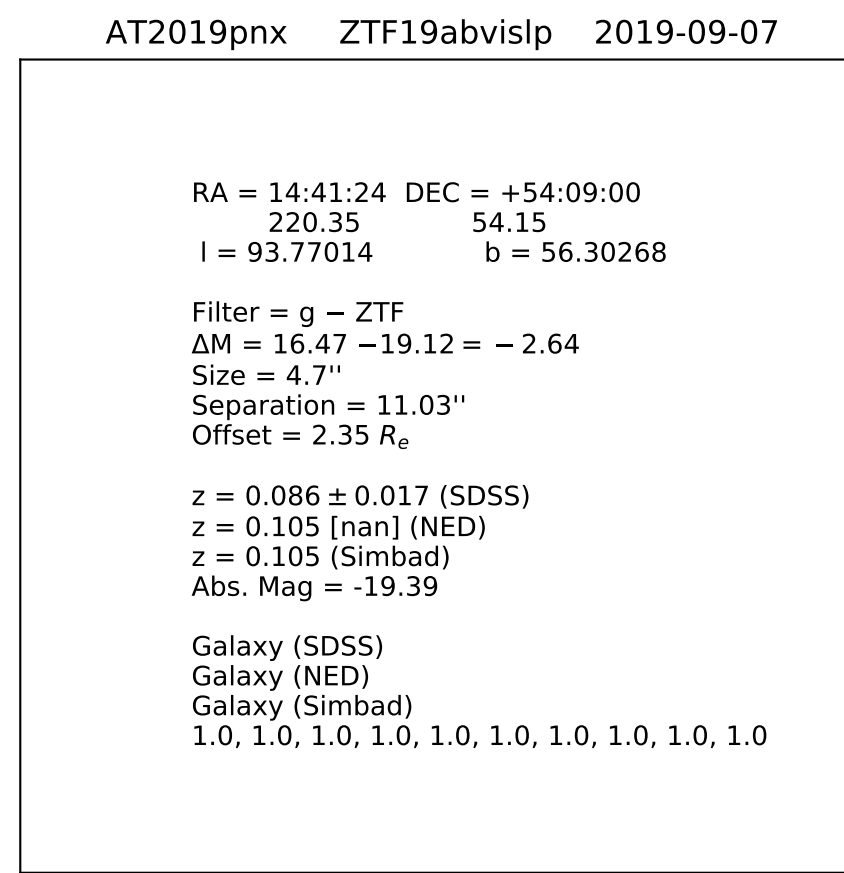 AT2019pnx ZTF19abvislp 2019-09-07
RA = 14:41:24 DEC = +54:09:00
220.35 54.15
l = 93.77014 b = 56.30268
Filter = g − ZTF
ΔM = 16.47 −19.12 = − 2.64
Size = 4.7''
Separation = 11.03''
Offset = 2.35 Rₑ
z = 0.086 ± 0.017 (SDSS)
z = 0.105 [nan] (NED)
z = 0.105 (Simbad)
Abs. Mag = -19.39
Galaxy (SDSS)
Galaxy (NED)
Galaxy (Simbad)
1.0, 1.0, 1.0, 1.0, 1.0, 1.0, 1.0, 1.0, 1.0, 1.0